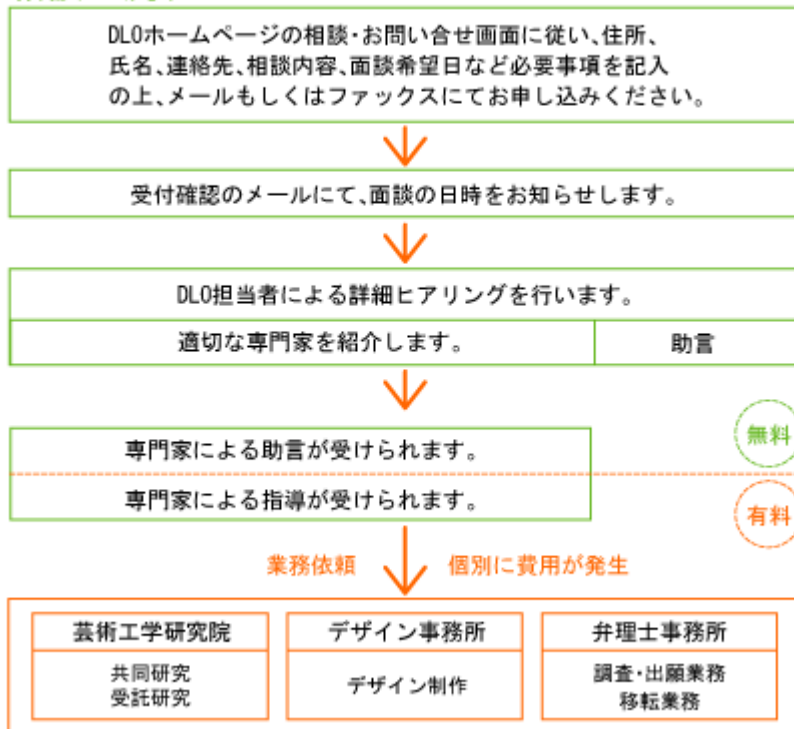 DLOホームページの相談・お問い合せ画面に従い、住所、
氏名、連絡先、相談内容、面談希望日など必要事項を記入
の上、メールもしくはファックスにてお申し込みください。
受付確認のメールにて、面談の日時をお知らせします。
DLO担当者による詳細ヒアリングを行います。
適切な専門家を紹介します。
助言
専門家による助言が受けられます。
無料
専門家による指導が受けられます。
有料
業務依頼
個別に費用が発生
芸術工学研究院
共同研究
受託研究
デザイン事務所
デザイン制作
弁理士事務所
調査・出願業務
移転業務